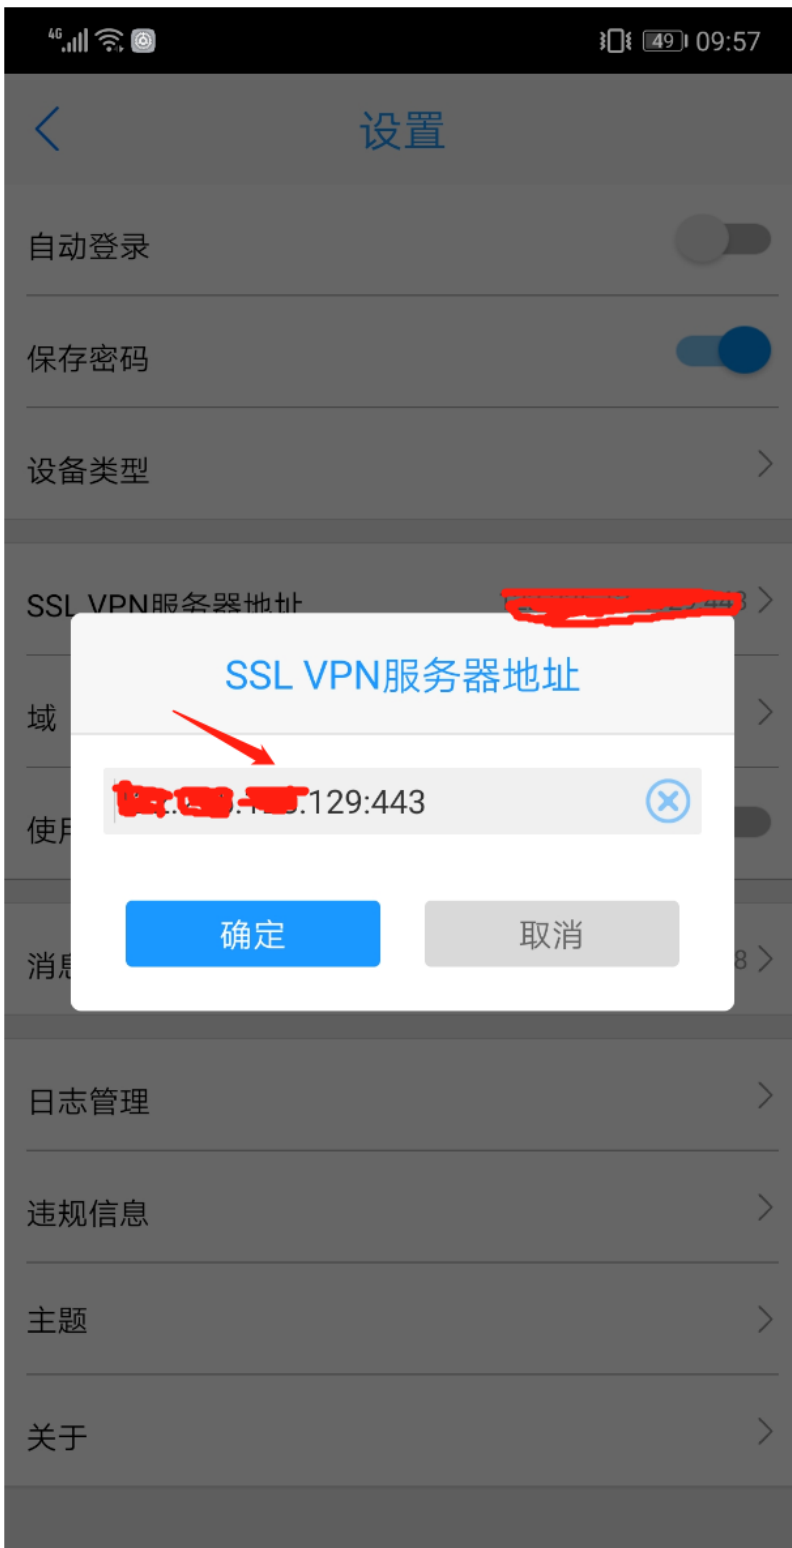 4G 49 09:57
设置
自动登录
保存密码
设备类型
SSL VPN服务器地址
SSL VPN服务器地址
域
.129:443
使用
确定 取消
消息 8
日志管理
违规信息
主题
关于